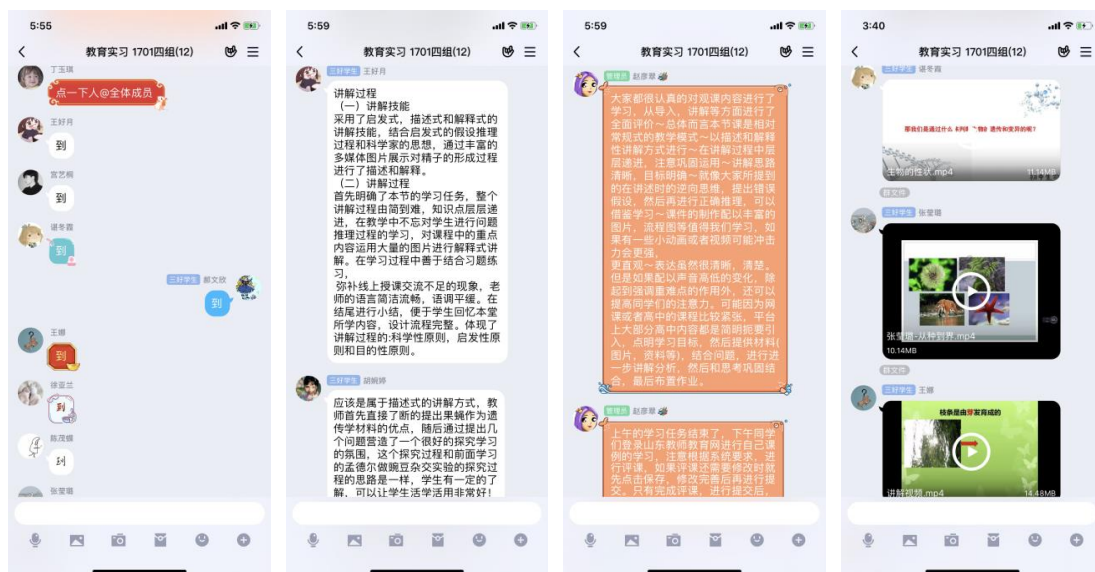 5:55
教育实习 1701四组(12)
丁玉琪
点一下人@全体成员
王好月
到
宫艺桐
到
谌冬霞
到
三好学生 郝文欣
到
王娜
到
徐亚兰
到
陈茂蝶
到
张莹璐
5:59
教育实习 1701四组(12)
三好学生 王好月
讲解过程
（一）讲解技能
采用了启发式，描述式和解释式的
讲解技能，结合启发式的假设推理
过程和科学家的思想，通过丰富的
多媒体图片展示对精子的形成过程
进行了描述和解释。
（二）讲解过程
首先明确了本节的学习任务，整个
讲解过程由简到难，知识点层层递
进，在教学中不忘对学生进行问题
推理过程的学习，对课程中的重点
内容运用大量的图片进行解释式讲
解。在学习过程中善于结合习题练
习，
弥补线上授课交流不足的现象，老
师的语言简洁流畅，语调平缓。在
结尾进行小结，便于学生回忆本堂
所学内容，设计流程完整。体现了
讲解过程的:科学性原则，启发性原
则和目的性原则。
三好学生 胡婉婷
应该是属于描述式的讲解方式，教
师首先直接了断的提出果蝇作为遗
传学材料的优点，随后通过提出几
个问题营造了一个很好的探究学习
的氛围，这个探究过程和前面学习
的孟德尔做豌豆杂交实验的探究过
程的思路是一样，学生有一定的了
解，可以让学生活学活用非常好！
5:59
教育实习 1701四组(12)
管理员 赵彦翠
大家都很认真的对观课内容进行了
学习，从导入，讲解等方面进行了
全面评价～总体而言本节课是相对
常规式的教学模式～以描述和解释
性讲解方式进行～在讲解过程中层
层递进，注意巩固运用～讲解思路
清晰，目标明确～就像大家所提到
的在讲述时的逆向思维，提出错误
假设，然后再进行正确推理，可以
借鉴学习～课件的制作配以丰富的
图片，流程图等值得我们学习，如
果有一些小动画或者视频可能冲击
力会更强，
更直观～表达虽然很清晰，清楚。
但是如果配以声音高低的变化，除
起到强调重难点的作用外，还可以
提高同学们的注意力。可能因为网
课或者高中的课程比较紧张，平台
上大部分高中内容都是简明扼要引
入，点明学习目标，然后提供材料(
图片，资料等)，结合问题，进行进
一步讲解分析，然后和思考巩固结
合，最后布置作业。
管理员 赵彦翠
上午的学习任务结束了，下午同学
们登录山东教师教育网进行自己课
例的学习，注意根据系统要求，进
行评课，如果评课还需要修改时就
先点击保存，修改完善后再进行提
交。只有完成评课，进行提交后，
3:40
教育实习 1701四组(12)
三好学生 谌冬霞
生物的性状.mp4
11.14MB
群文件
三好学生 张莹璐
张莹璐-从种到界.mp4
10.14MB
群文件
三好学生 王娜
枝条是由芽发育成的
讲解视频.mp4
14.48MB